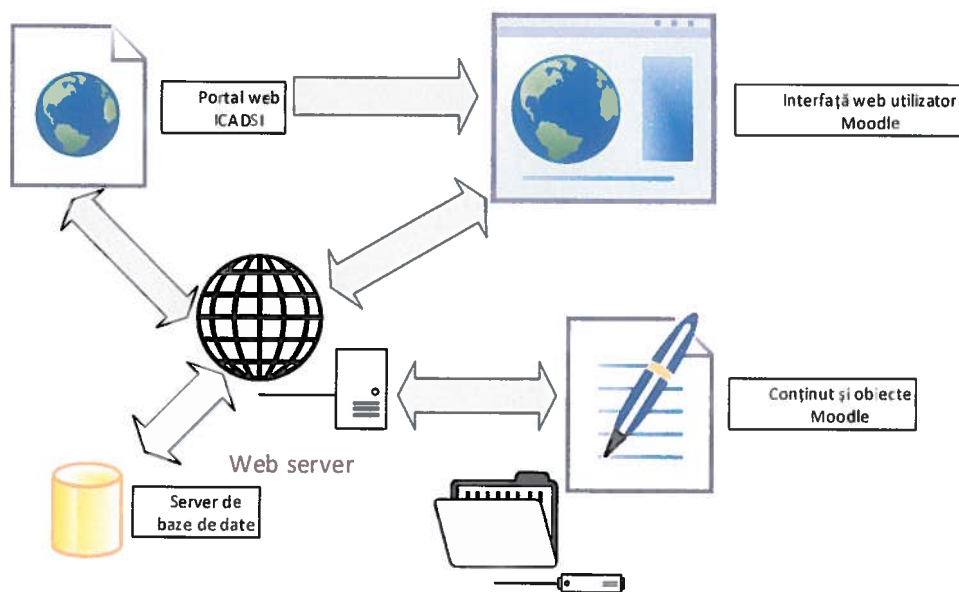 Portal web
ICADSI
Interfață web utilizator
Moodle
Conținut și obiecte
Moodle
Web server
Server de
baze de date